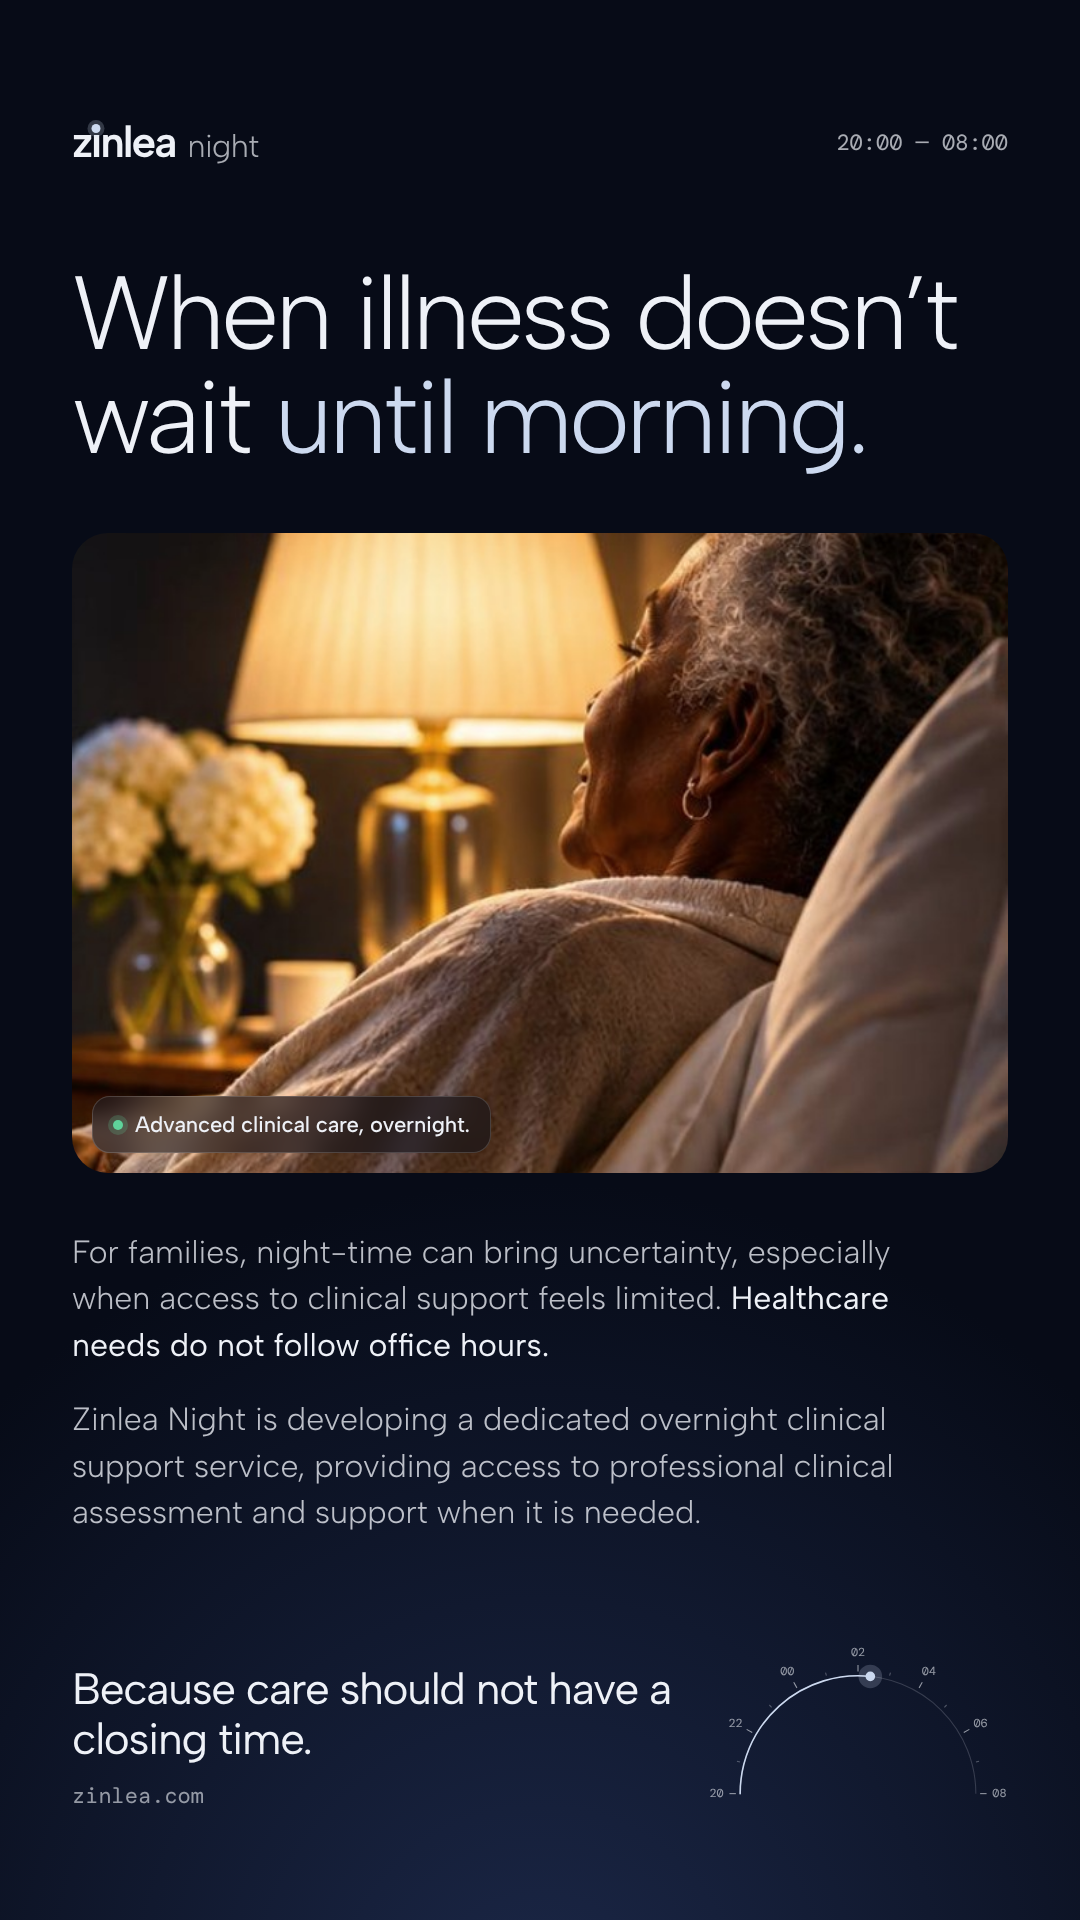 zinlea night
20:00 — 08:00
When illness doesn’t
wait until morning.
Advanced clinical care, overnight.
For families, night-time can bring uncertainty, especially
when access to clinical support feels limited. Healthcare
needs do not follow office hours.
Zinlea Night is developing a dedicated overnight clinical
support service, providing access to professional clinical
assessment and support when it is needed.
Because care should not have a
closing time.
zinlea.com
20
22
00
02
04
06
08